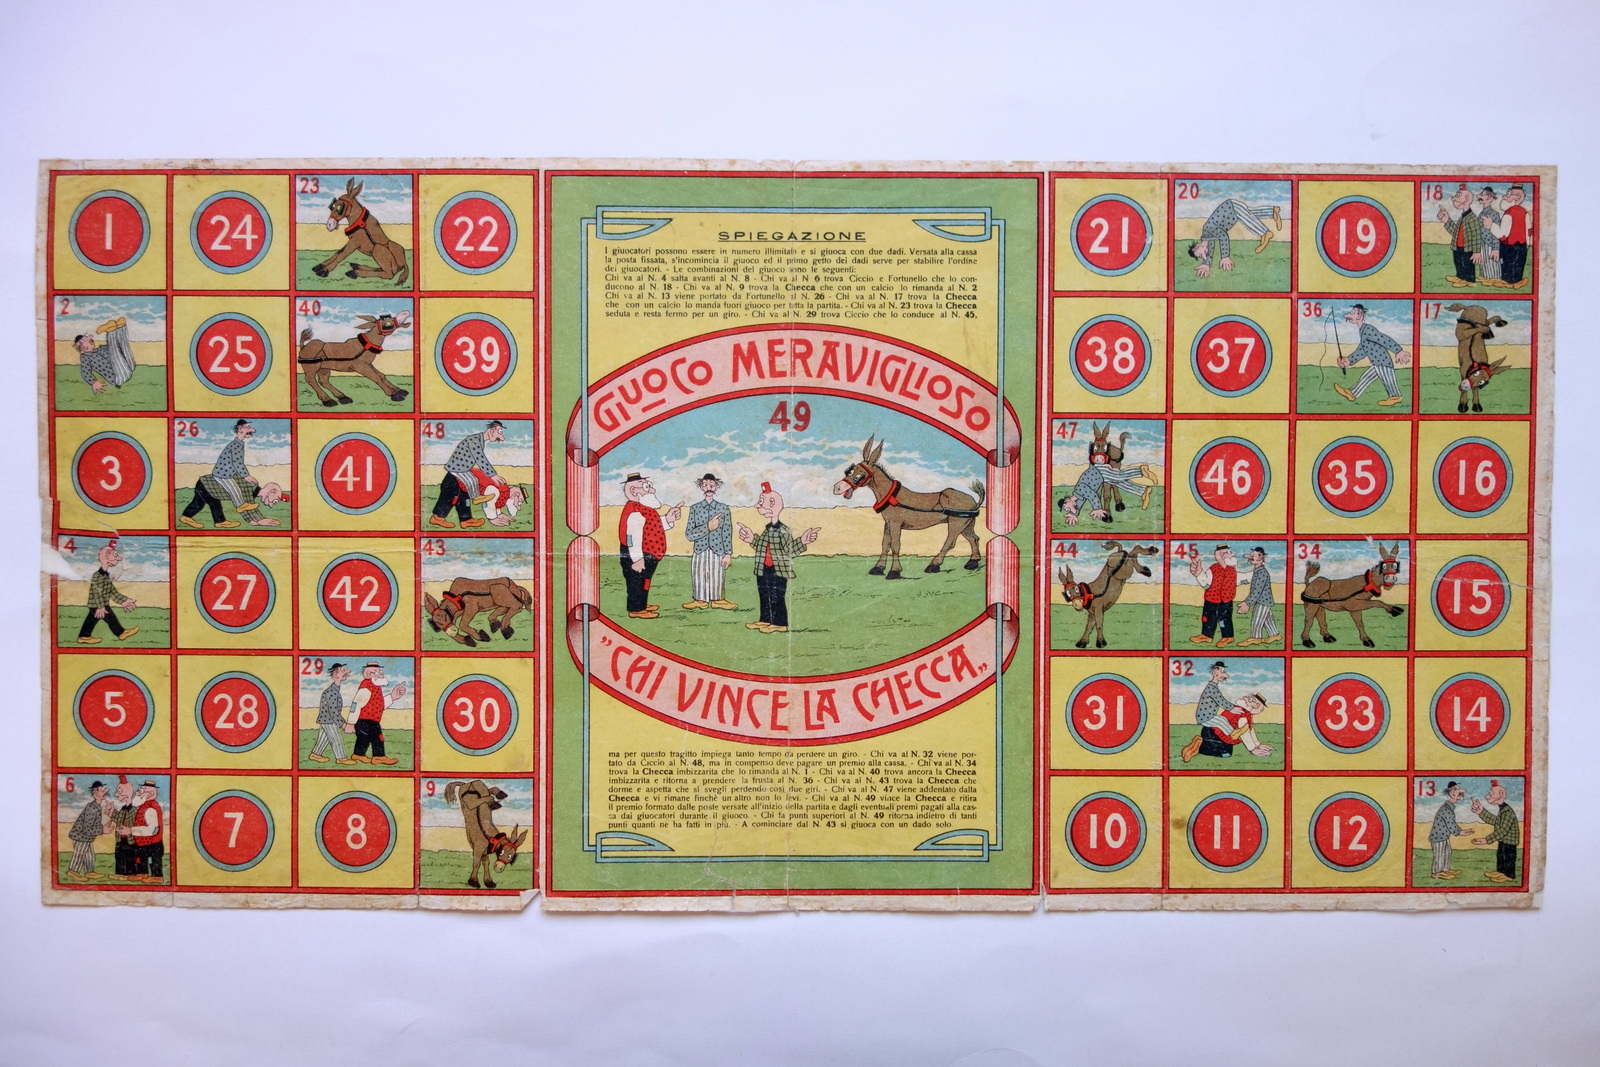 1 24 23 22
2 25 40 39
3 26 41 48
4 27 42 43
5 28 29 30
6 7 8 9
SPIEGAZIONE
I giuocatori possono essere in numero illimitato e si giuoca con due dadi. Versata alla cassa
la posta fissata, s'incomincia il giuoco ed il primo getto dei dadi serve per stabilire l'ordine
dei giuocatori. - Le combinazioni del giuoco sono le seguenti:
Chi va al N. 4 salta avanti al N. 8 - Chi va al N. 6 trova Ciccio e Fortunello che lo con-
ducono al N. 18 - Chi va al N. 9 trova la Checca che con un calcio lo rimanda al N. 2
Chi va al N. 13 viene portato da Fortunello al N. 26 - Chi va al N. 17 trova la Checca
che con un calcio lo manda fuori giuoco per tutta la partita. - Chi va al N. 23 trova la Checca
seduta e resta fermo per un giro. - Chi va al N. 29 trova Ciccio che lo conduce al N. 45,
GIUOCO MERAVIGLIOSO
49
"CHI VINCE LA CHECCA„
ma per questo tragitto impiega tanto tempo da perdere un giro. - Chi va al N. 32 viene por-
tato da Ciccio al N. 48, ma in compenso deve pagare un premio alla cassa. - Chi va al N. 34
trova la Checca imbizzarita che lo rimanda al N. 1 - Chi va al N. 40 trova ancora la Checca
imbizzarita e ritorna a prendere la frusta al N. 36 - Chi va al N. 43 trova la Checca che
dorme e aspetta che si svegli perdendo così due giri. - Chi va al N. 47 viene addentato dalla
Checca e vi rimane finchè un altro non lo levi. - Chi va al N. 49 vince la Checca e ritira
il premio formato dalle poste versate all'inizio della partita e dagli eventuali premi pagati alla cas-
sa dai giuocatori durante il giuoco. - Chi fa punti superiori al N. 49 ritorna indietro di tanti
punti quanti ne ha fatti in più. - A cominciare dal N. 43 si giuoca con un dado solo.
21 20 19 18
38 37 36 17
47 46 35 16
44 45 34 15
31 32 33 14
10 11 12 13